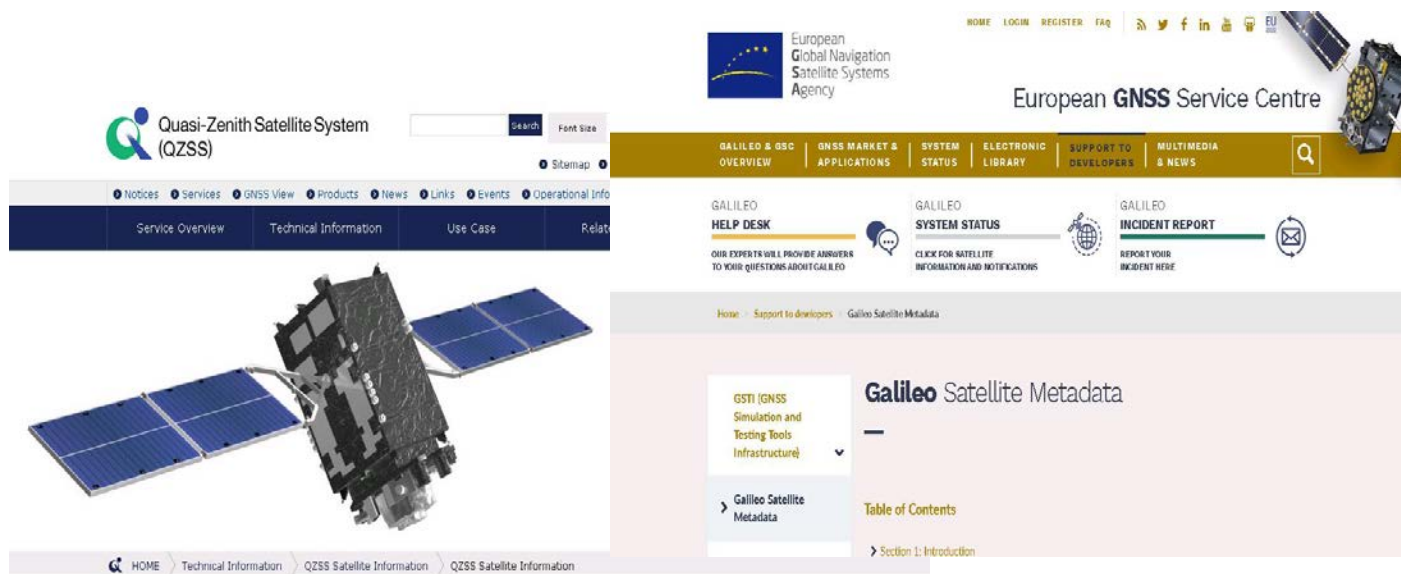 Quasi-Zenith Satellite System
(QZSS)
Search
Font Size
Sitemap
Notices Services GNSS View Products News Links Events Operational Info
Service Overview Technical Information Use Case Relat
HOME Technical Information QZSS Satellite Information QZSS Satellite Information
HOME LOGIN REGISTER FAQ
EU
European
Global Navigation
Satellite Systems
Agency
European GNSS Service Centre
GALILEO & GSC
OVERVIEW
GNSS MARKET &
APPLICATIONS
SYSTEM
STATUS
ELECTRONIC
LIBRARY
SUPPORT TO
DEVELOPERS
MULTIMEDIA
& NEWS
GALILEO
HELP DESK
OUR EXPERTS WILL PROVIDE ANSWERS
TO YOUR QUESTIONS ABOUT GALILEO
GALILEO
SYSTEM STATUS
CLICK FOR SATELLITE
INFORMATION AND NOTIFICATIONS
GALILEO
INCIDENT REPORT
REPORT YOUR
INCIDENT HERE
Home Support to developers Galileo Satellite Metadata
GSTI (GNSS
Simulation and
Testing Tools
Infrastructure)
Galileo Satellite
Metadata
Galileo Satellite Metadata
Table of Contents
Section 1: Introduction